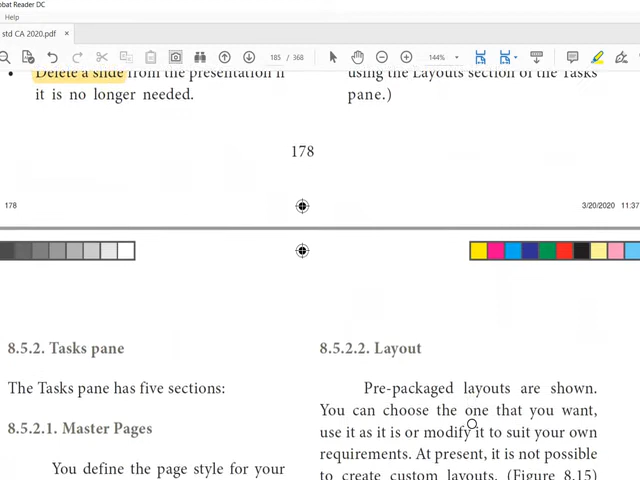 obat Reader DC
Help
std CA 2020.pdf ×
185 / 368
144%
Delete a slide from the presentation if
it is no longer needed.
using the Layouts section of the Tasks
pane.)
178
178
3/20/2020 11:37
8.5.2. Tasks pane
The Tasks pane has five sections:
8.5.2.1. Master Pages
You define the page style for your
8.5.2.2. Layout
Pre-packaged layouts are shown.
You can choose the one that you want,
use it as it is or modify it to suit your own
requirements. At present, it is not possible
to create custom layouts. (Figure 8.15)